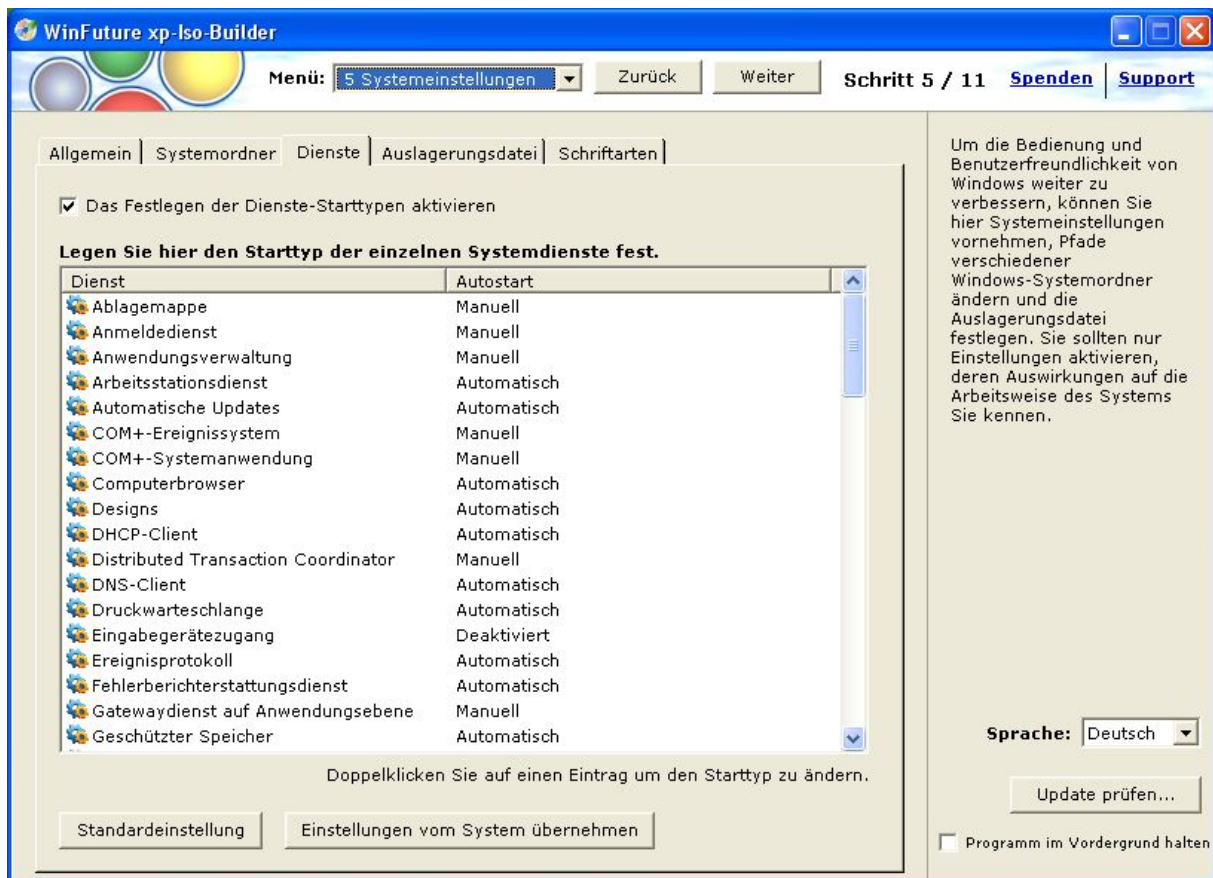 WinFuture xp-Iso-Builder
Menü: 5 Systemeinstellungen Zurück Weiter Schritt 5 / 11 Spenden Support
Allgemein Systemordner Dienste Auslagerungsdatei Schriftarten
Das Festlegen der Dienste-Starttypen aktivieren
Legen Sie hier den Starttyp der einzelnen Systemdienste fest.
Dienst Autostart
Ablagemappe Manuell
Anmeldedienst Manuell
Anwendungsverwaltung Manuell
Arbeitsstationsdienst Automatisch
Automatische Updates Automatisch
COM+-Ereignissystem Manuell
COM+-Systemanwendung Manuell
Computerbrowser Automatisch
Designs Automatisch
DHCP-Client Automatisch
Distributed Transaction Coordinator Manuell
DNS-Client Automatisch
Druckwarteschlange Automatisch
Eingabegerätezugang Deaktiviert
Ereignisprotokoll Automatisch
Fehlerberichterstattungsdienst Automatisch
Gatewaydienst auf Anwendungsebene Manuell
Geschützter Speicher Automatisch
Doppelklicken Sie auf einen Eintrag um den Starttyp zu ändern.
Standardeinstellung Einstellungen vom System übernehmen
Um die Bedienung und
Benutzerfreundlichkeit von
Windows weiter zu
verbessern, können Sie
hier Systemeinstellungen
vornehmen, Pfade
verschiedener
Windows-Systemordner
ändern und die
Auslagerungsdatei
festlegen. Sie sollten nur
Einstellungen aktivieren,
deren Auswirkungen auf die
Arbeitsweise des Systems
Sie kennen.
Sprache: Deutsch
Update prüfen...
Programm im Vordergrund halten